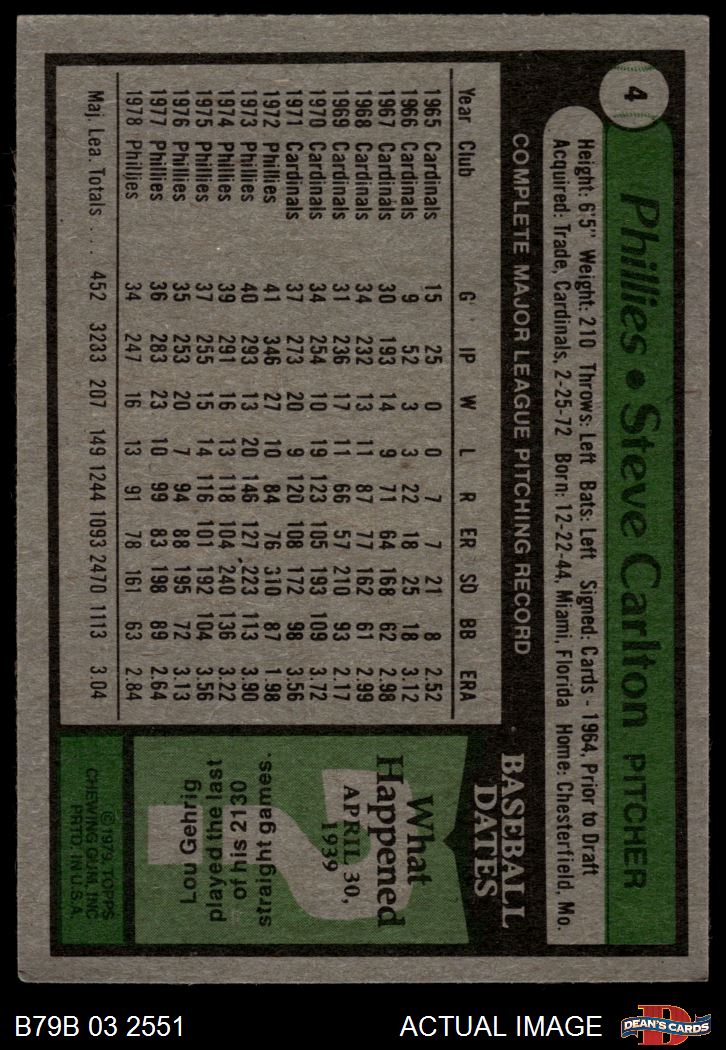 4
Phillies • Steve Carlton PITCHER
Height: 6'5" Weight: 210 Throws: Left Bats: Left Signed: Cards - 1964, Prior to Draft
Acquired: Trade, Cardinals, 2-25-72 Born: 12-22-44, Miami, Florida Home: Chesterfield, Mo.
COMPLETE MAJOR LEAGUE PITCHING RECORD
Year Club G IP W L R ER SO BB ERA
1965 Cardinals 15 25 0 0 7 7 21 8 2.52
1966 Cardinals 9 52 3 3 22 18 25 18 3.12
1967 Cardinals 30 193 14 9 71 64 168 62 2.98
1968 Cardinals 34 232 13 11 87 77 162 61 2.99
1969 Cardinals 31 236 17 11 66 57 210 93 2.17
1970 Cardinals 34 254 10 19 123 105 193 109 3.72
1971 Cardinals 37 273 20 9 120 108 172 98 3.56
1972 Phillies 41 346 27 10 84 76 310 87 1.98
1973 Phillies 40 293 13 20 146 127 223 113 3.90
1974 Phillies 39 291 16 13 118 104 240 136 3.22
1975 Phillies 37 255 15 14 116 101 192 104 3.56
1976 Phillies 35 253 20 7 94 88 195 72 3.13
1977 Phillies 36 283 23 10 99 83 198 89 2.64
1978 Phillies 34 247 16 13 91 78 161 63 2.84
Maj. Lea. Totals . . . 452 3233 207 149 1244 1093 2470 1113 3.04
BASEBALL
DATES
What
Happened
APRIL 30,
1939
?
Lou Gehrig
played the last
of his 2130
straight games.
©1979, TOPPS
CHEWING GUM, INC
PRTD. IN U.S.A.
B79B 03 2551
ACTUAL IMAGE
D
DEAN'S CARDS